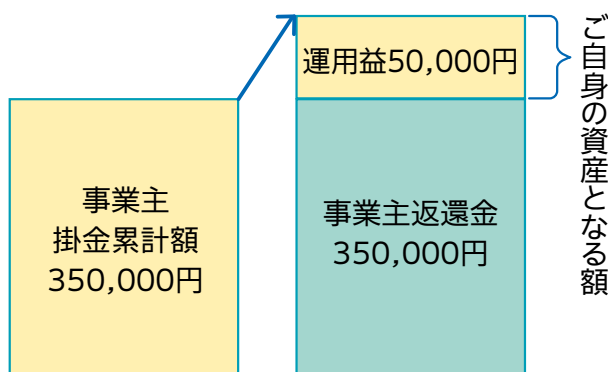 事業主
掛金累計額
350,000円
運用益50,000円
事業主返還金
350,000円
ご自身の資産となる額